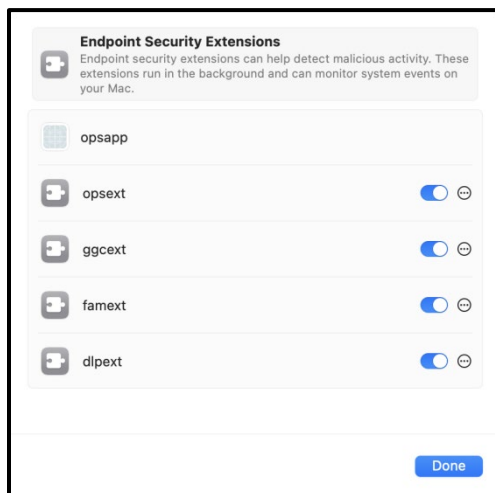 Endpoint Security Extensions
Endpoint security extensions can help detect malicious activity. These
extensions run in the background and can monitor system events on
your Mac.
opsapp
opsext
ggcext
famext
dlpext
Done